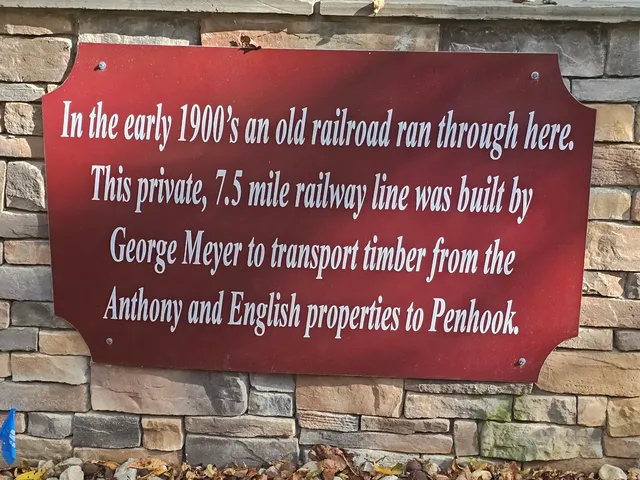 In the early 1900's an old railroad ran through here.
This private, 7.5 mile railway line was built by
George Meyer to transport timber from the
Anthony and English properties to Penhook.